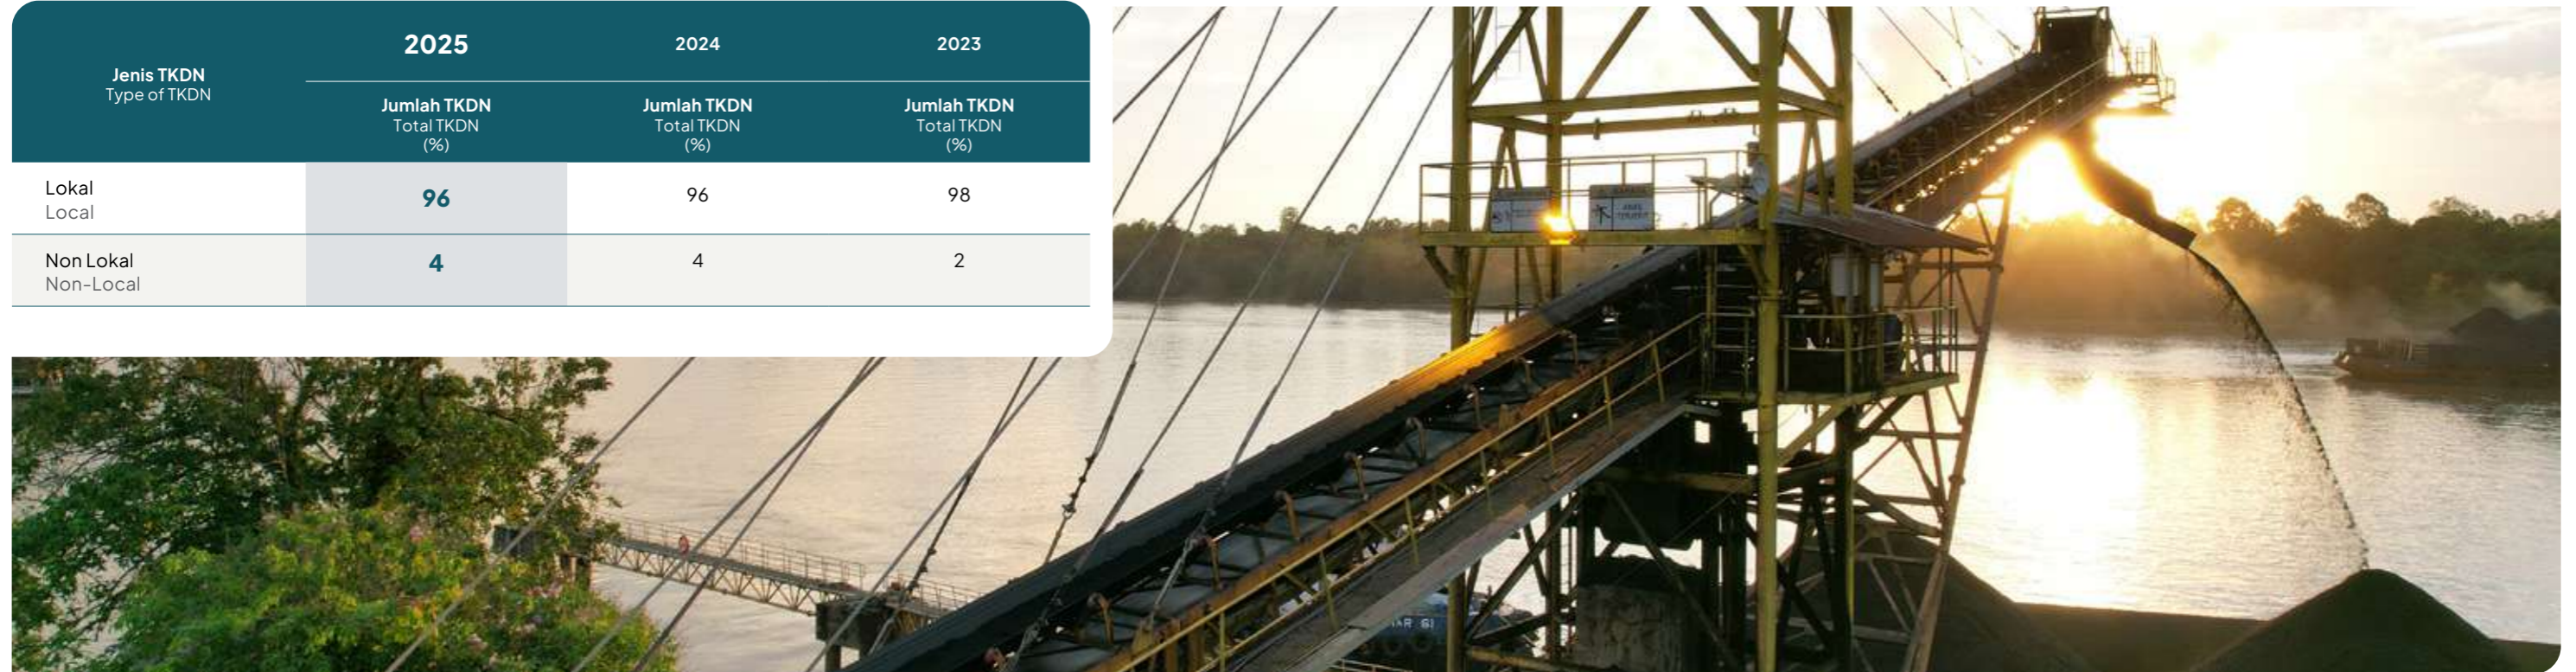 Jenis TKDN
Type of TKDN
2025
2024
2023
Jumlah TKDN
Total TKDN
(%)
Jumlah TKDN
Total TKDN
(%)
Jumlah TKDN
Total TKDN
(%)
Lokal
Local
96
96
98
Non Lokal
Non-Local
4
4
2